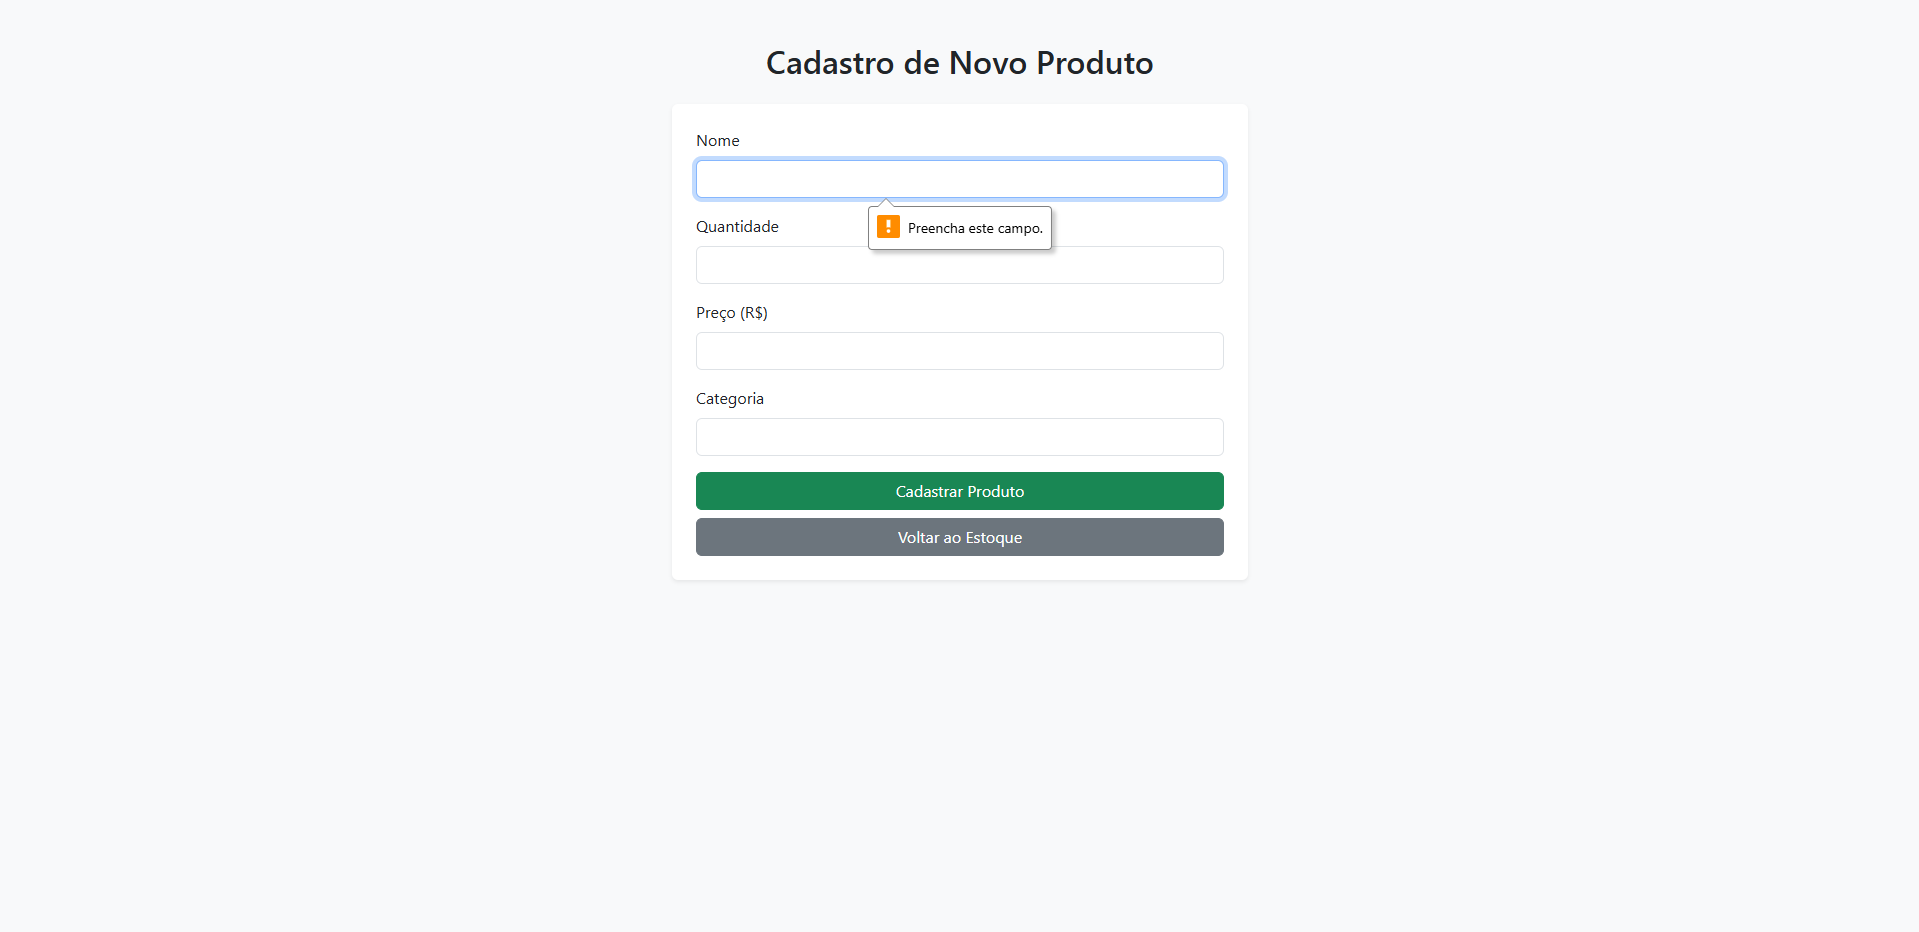 Cadastro de Novo Produto
Nome
Preencha este campo.
Quantidade
Preço (R$)
Categoria
Cadastrar Produto
Voltar ao Estoque